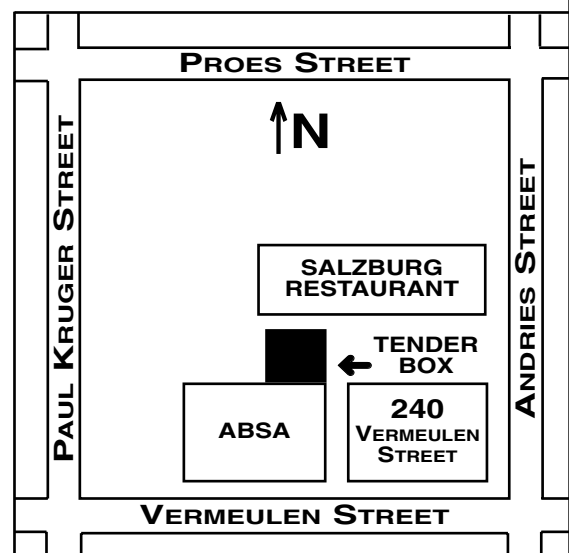 PROES STREET
N
PAUL KRUGER STREET
ANDRIES STREET
SALZBURG
RESTAURANT
TENDER
BOX
ABSA
240
VERMEULEN
STREET
VERMEULEN STREET